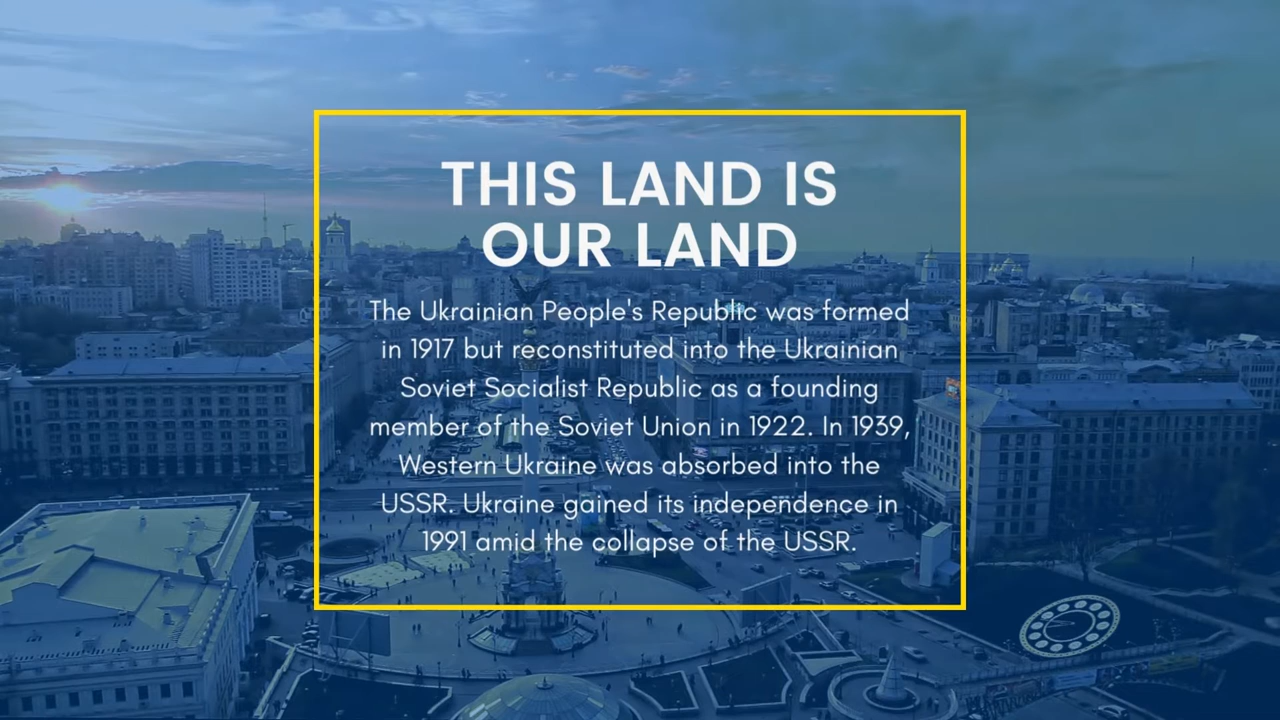 THIS LAND IS
OUR LAND
The Ukrainian People's Republic was formed
in 1917 but reconstituted into the Ukrainian
Soviet Socialist Republic as a founding
member of the Soviet Union in 1922. In 1939,
Western Ukraine was absorbed into the
USSR. Ukraine gained its independence in
1991 amid the collapse of the USSR.